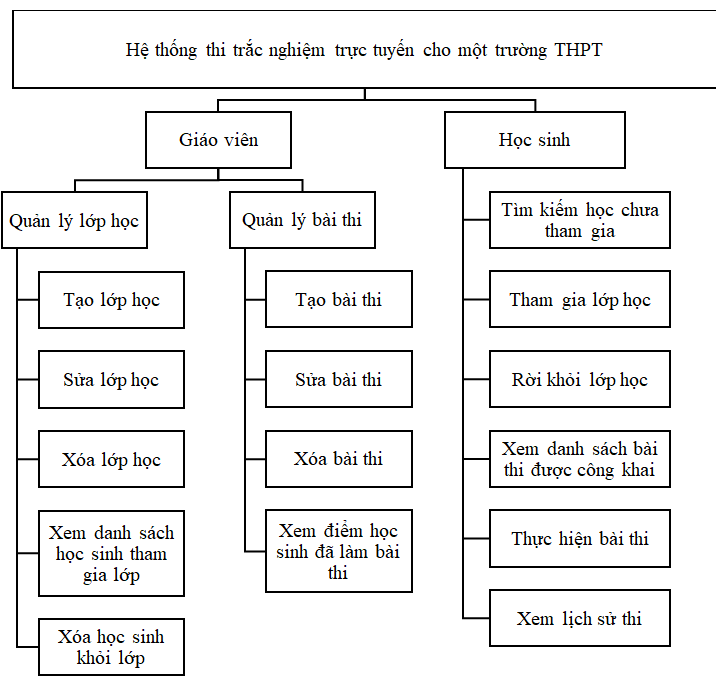 Hệ thống thi trắc nghiệm trực tuyến cho một trường THPT
Giáo viên
Học sinh
Quản lý lớp học
Quản lý bài thi
Tạo lớp học
Sửa lớp học
Xóa lớp học
Xem danh sách
học sinh tham
gia lớp
Xóa học sinh
khỏi lớp
Tạo bài thi
Sửa bài thi
Xóa bài thi
Xem điểm học
sinh đã làm bài
thi
Tìm kiếm học chưa
tham gia
Tham gia lớp học
Rời khỏi lớp học
Xem danh sách bài
thi được công khai
Thực hiện bài thi
Xem lịch sử thi